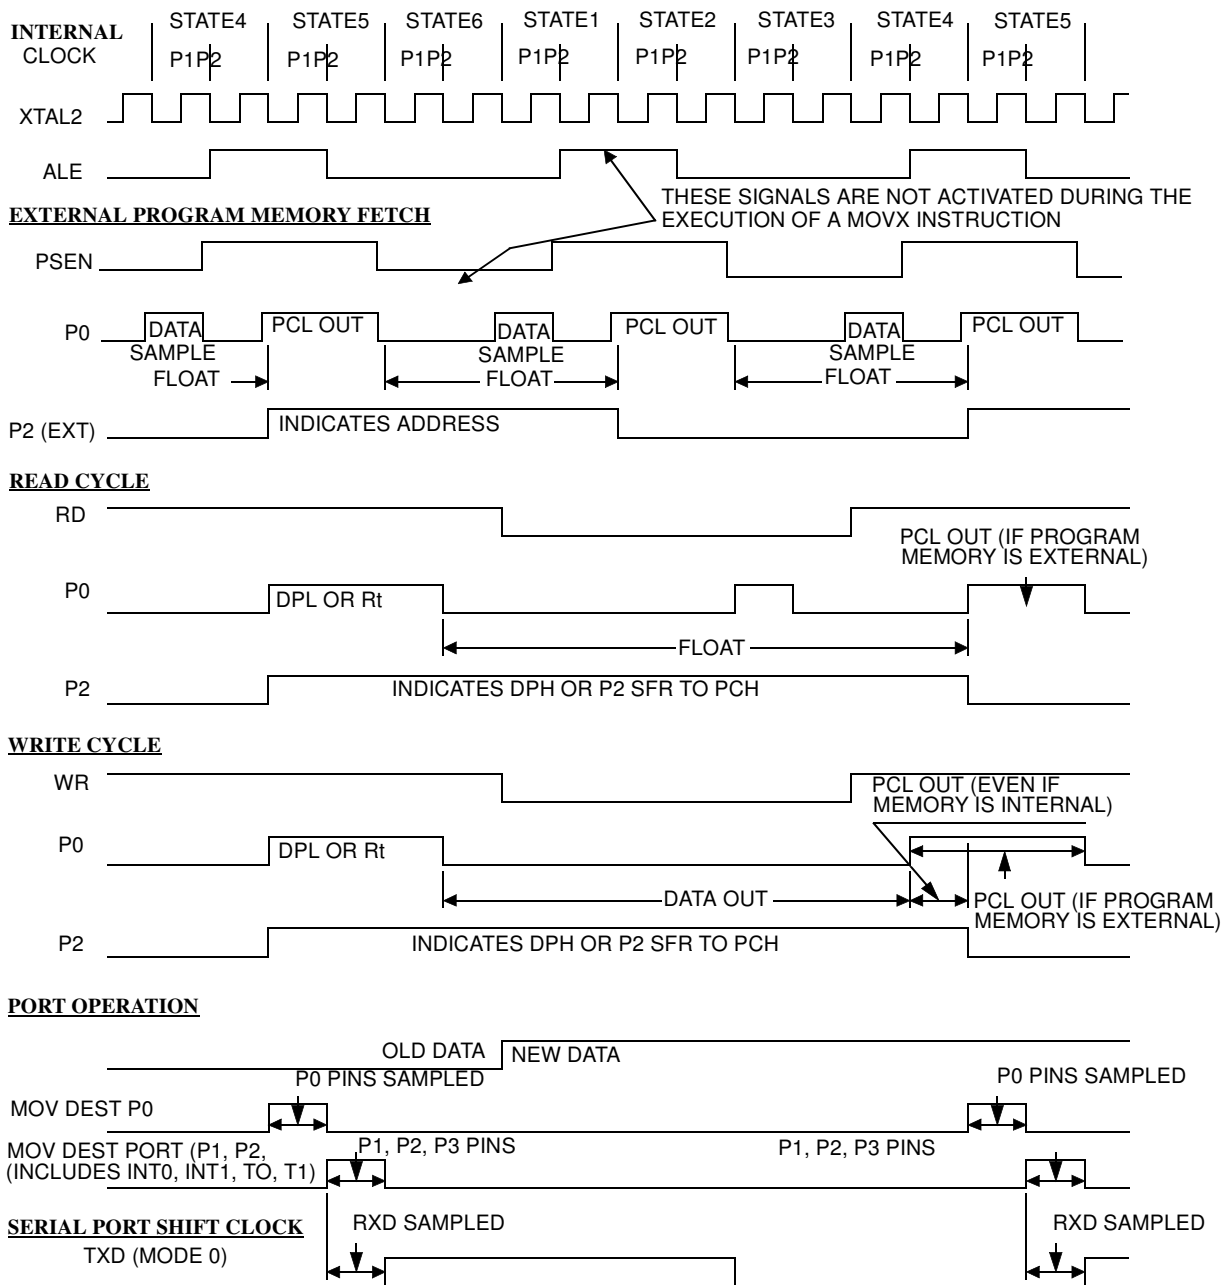 INTERNAL
CLOCK
STATE4 STATE5 STATE6 STATE1 STATE2 STATE3 STATE4 STATE5
P1P2 P1P2 P1P2 P1P2 P1P2 P1P2 P1P2 P1P2
XTAL2
ALE
THESE SIGNALS ARE NOT ACTIVATED DURING THE
EXECUTION OF A MOVX INSTRUCTION
EXTERNAL PROGRAM MEMORY FETCH
PSEN
P0 DATA PCL OUT DATA PCL OUT DATA PCL OUT
SAMPLE SAMPLE SAMPLE
FLOAT FLOAT FLOAT
P2 (EXT) INDICATES ADDRESS
READ CYCLE
RD
PCL OUT (IF PROGRAM
MEMORY IS EXTERNAL)
P0 DPL OR Rt
FLOAT
P2 INDICATES DPH OR P2 SFR TO PCH
WRITE CYCLE
WR
PCL OUT (EVEN IF
MEMORY IS INTERNAL)
P0 DPL OR Rt
DATA OUT
PCL OUT (IF PROGRAM
MEMORY IS EXTERNAL)
P2 INDICATES DPH OR P2 SFR TO PCH
PORT OPERATION
OLD DATA NEW DATA
P0 PINS SAMPLED P0 PINS SAMPLED
MOV DEST P0
MOV DEST PORT (P1, P2,
(INCLUDES INT0, INT1, TO, T1)
P1, P2, P3 PINS P1, P2, P3 PINS
SERIAL PORT SHIFT CLOCK
RXD SAMPLED RXD SAMPLED
TXD (MODE 0)